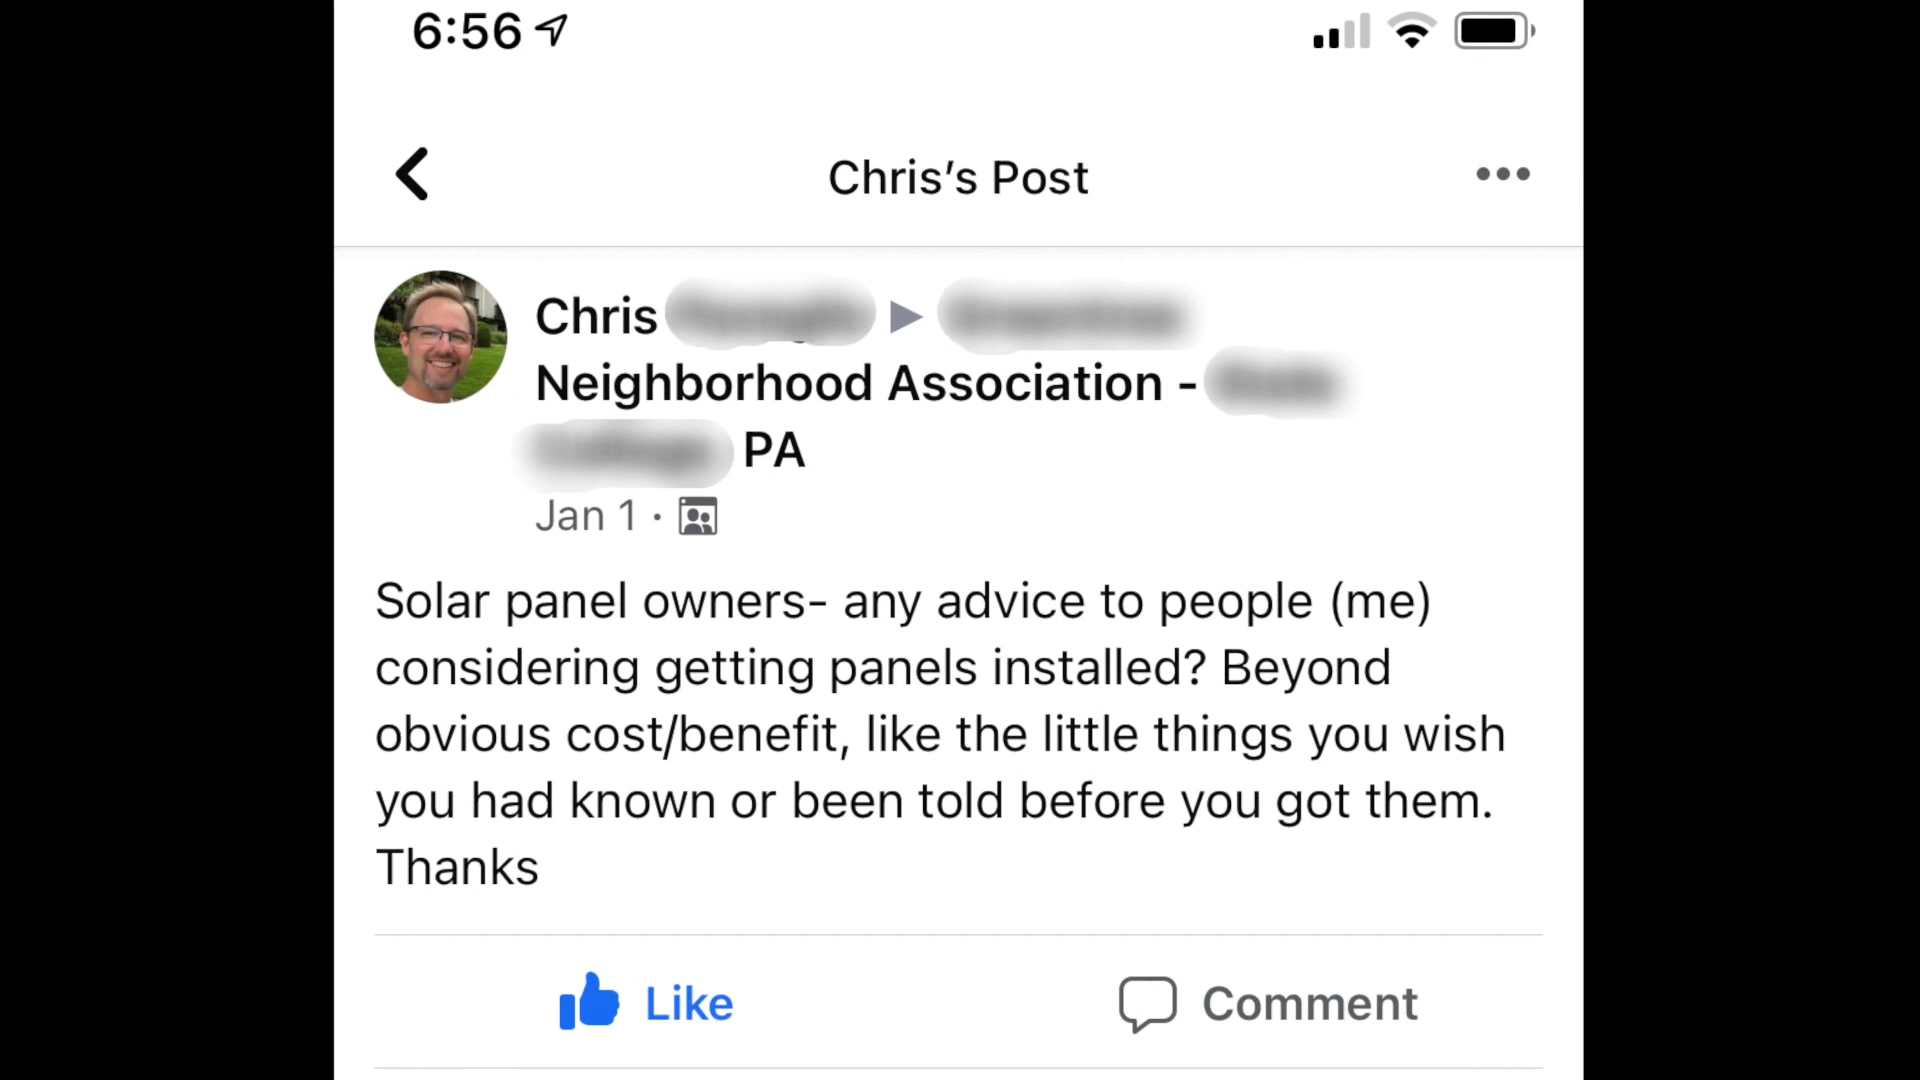 6:56
Chris's Post
Chris
Neighborhood Association -
PA
Jan 1 ·
Solar panel owners- any advice to people (me)
considering getting panels installed? Beyond
obvious cost/benefit, like the little things you wish
you had known or been told before you got them.
Thanks
Like
Comment